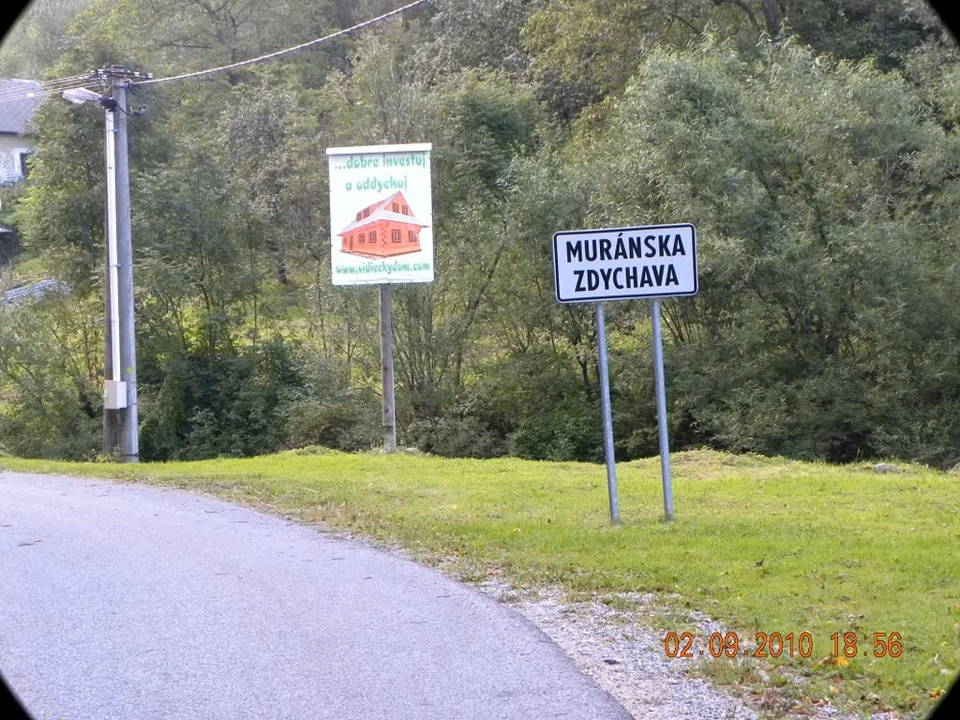 ...dobre investuj
a oddychuj
www.vidieckydom.com
MURÁNSKA
ZDYCHAVA
02.09.2010 18:56